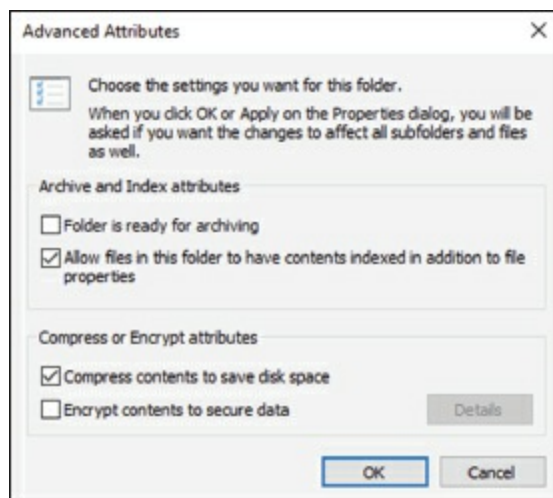 Advanced Attributes
Choose the settings you want for this folder.
When you click OK or Apply on the Properties dialog, you will be
asked if you want the changes to affect all subfolders and files
as well.
Archive and Index attributes
Folder is ready for archiving
Allow files in this folder to have contents indexed in addition to file
properties
Compress or Encrypt attributes
Compress contents to save disk space
Encrypt contents to secure data
Details
OK
Cancel